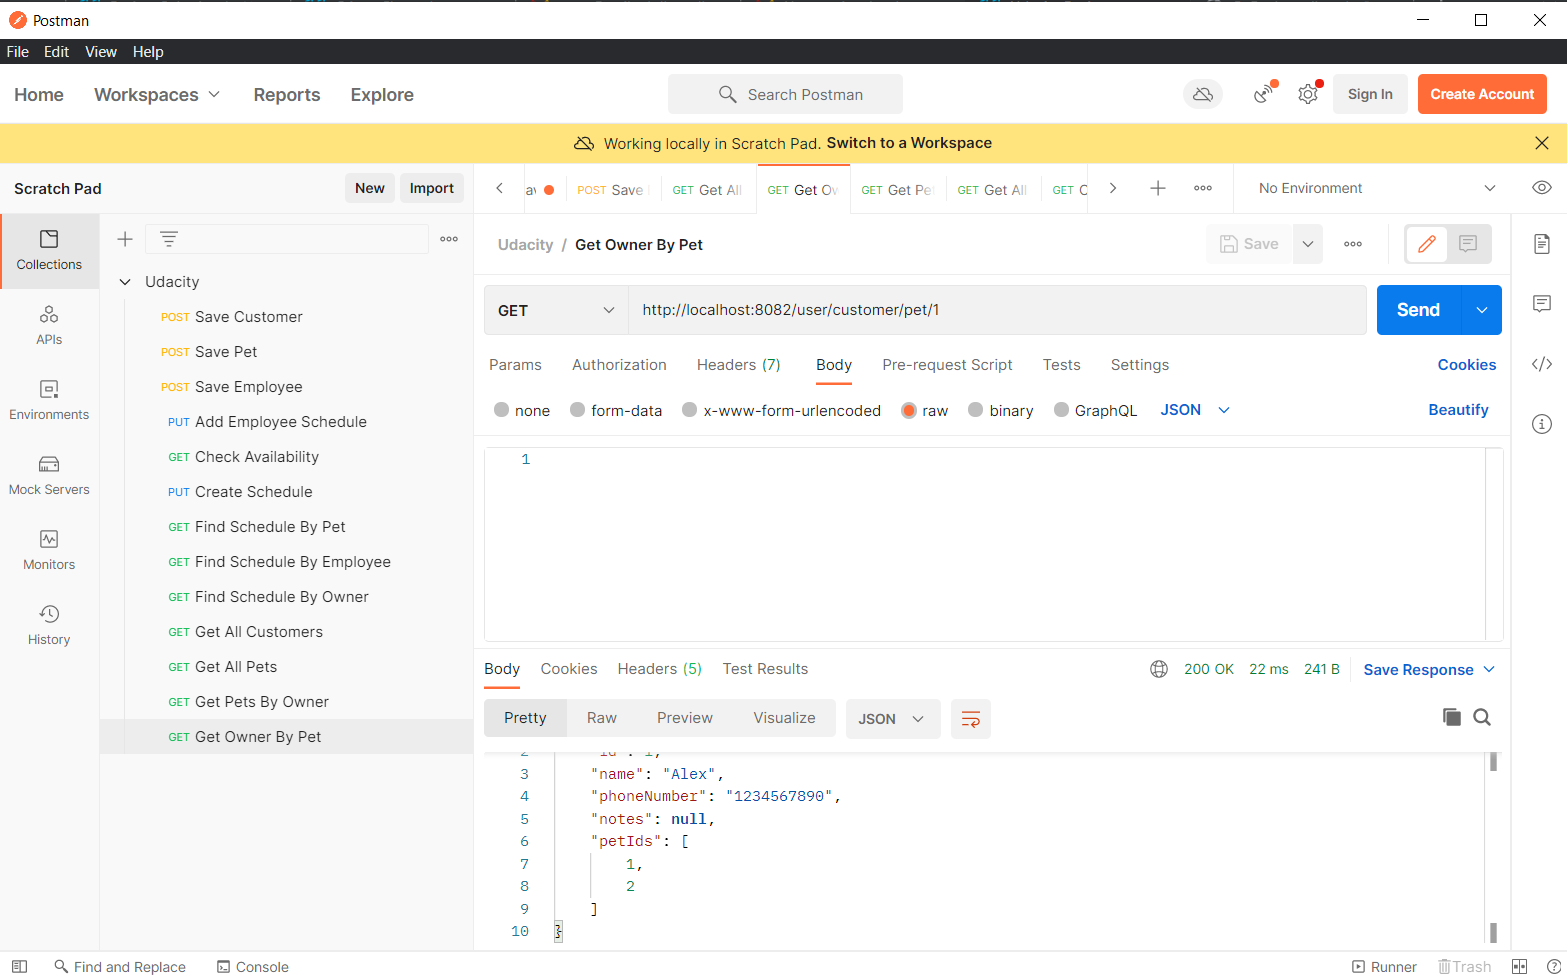 Postman
File Edit View Help
Home Workspaces Reports Explore Search Postman Sign In Create Account
Working locally in Scratch Pad. Switch to a Workspace
Scratch Pad New Import
POST Save GET Get All GET Get Ow GET Get Pe GET Get All GET No Environment
Collections
APIs
Environments
Mock Servers
Monitors
History
Udacity
POST Save Customer
POST Save Pet
POST Save Employee
PUT Add Employee Schedule
GET Check Availability
PUT Create Schedule
GET Find Schedule By Pet
GET Find Schedule By Employee
GET Find Schedule By Owner
GET Get All Customers
GET Get All Pets
GET Get Pets By Owner
GET Get Owner By Pet
Udacity / Get Owner By Pet Save
GET http://localhost:8082/user/customer/pet/1 Send
Params Authorization Headers (7) Body Pre-request Script Tests Settings Cookies
none form-data x-www-form-urlencoded raw binary GraphQL JSON Beautify
1
Body Cookies Headers (5) Test Results 200 OK 22 ms 241 B Save Response
Pretty Raw Preview Visualize JSON
2 "id": 1,
3 "name": "Alex",
4 "phoneNumber": "1234567890",
5 "notes": null,
6 "petIds": [
7 1,
8 2
9 ]
10 }
Find and Replace Console Runner Trash